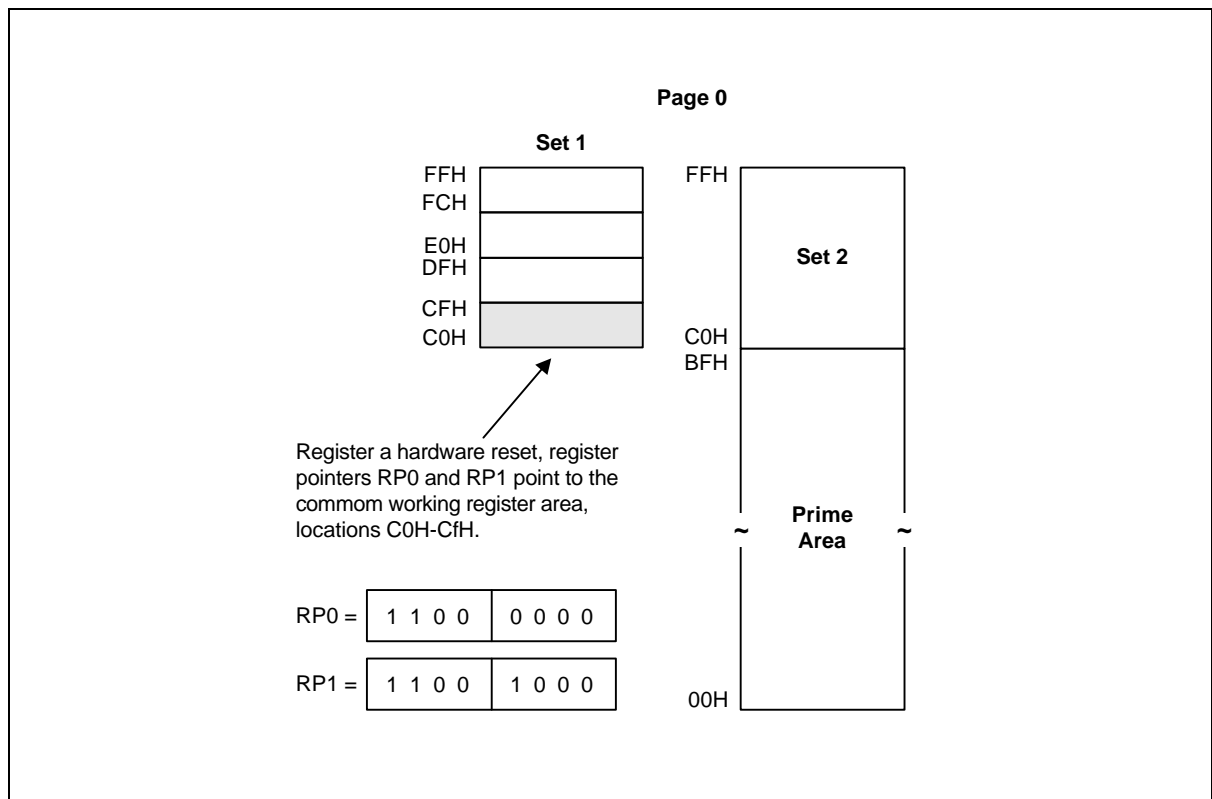 Page 0
Set 1
FFH
FCH
E0H
DFH
CFH
C0H
FFH
Set 2
C0H
BFH
Prime
Area
~ ~
00H
Register a hardware reset, register
pointers RP0 and RP1 point to the
commom working register area,
locations C0H-CfH.
RP0 = 1 1 0 0 0 0 0 0
RP1 = 1 1 0 0 1 0 0 0